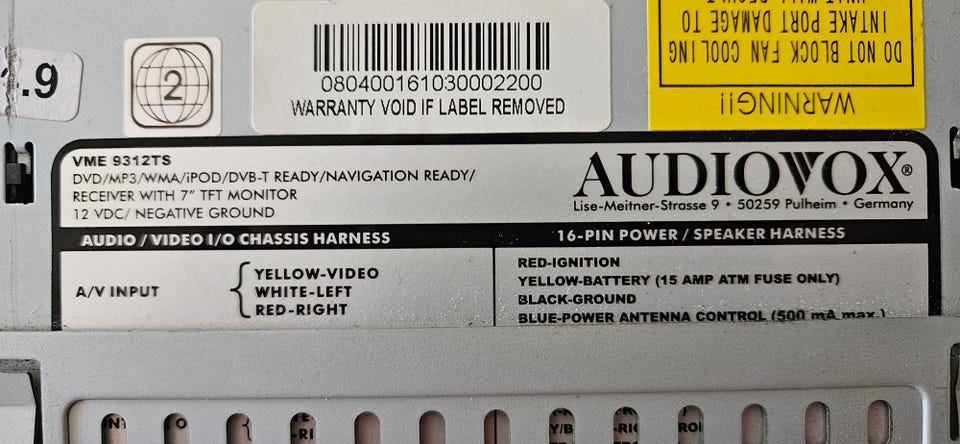 .9
2
080400161030002200
WARRANTY VOID IF LABEL REMOVED
WARNING!!
DO NOT BLOCK FAN COOLING
INTAKE PORT DAMAGE TO
UNIT WILL RESULT
VME 9312TS
DVD/MP3/WMA/iPOD/DVB-T READY/NAVIGATION READY/
RECEIVER WITH 7" TFT MONITOR
12 VDC/ NEGATIVE GROUND
AUDIOVOX®
Lise-Meitner-Strasse 9 • 50259 Pulheim • Germany
AUDIO / VIDEO I/O CHASSIS HARNESS
A/V INPUT
YELLOW-VIDEO
WHITE-LEFT
RED-RIGHT
16-PIN POWER / SPEAKER HARNESS
RED-IGNITION
YELLOW-BATTERY (15 AMP ATM FUSE ONLY)
BLACK-GROUND
BLUE-POWER ANTENNA CONTROL (500 mA max.)